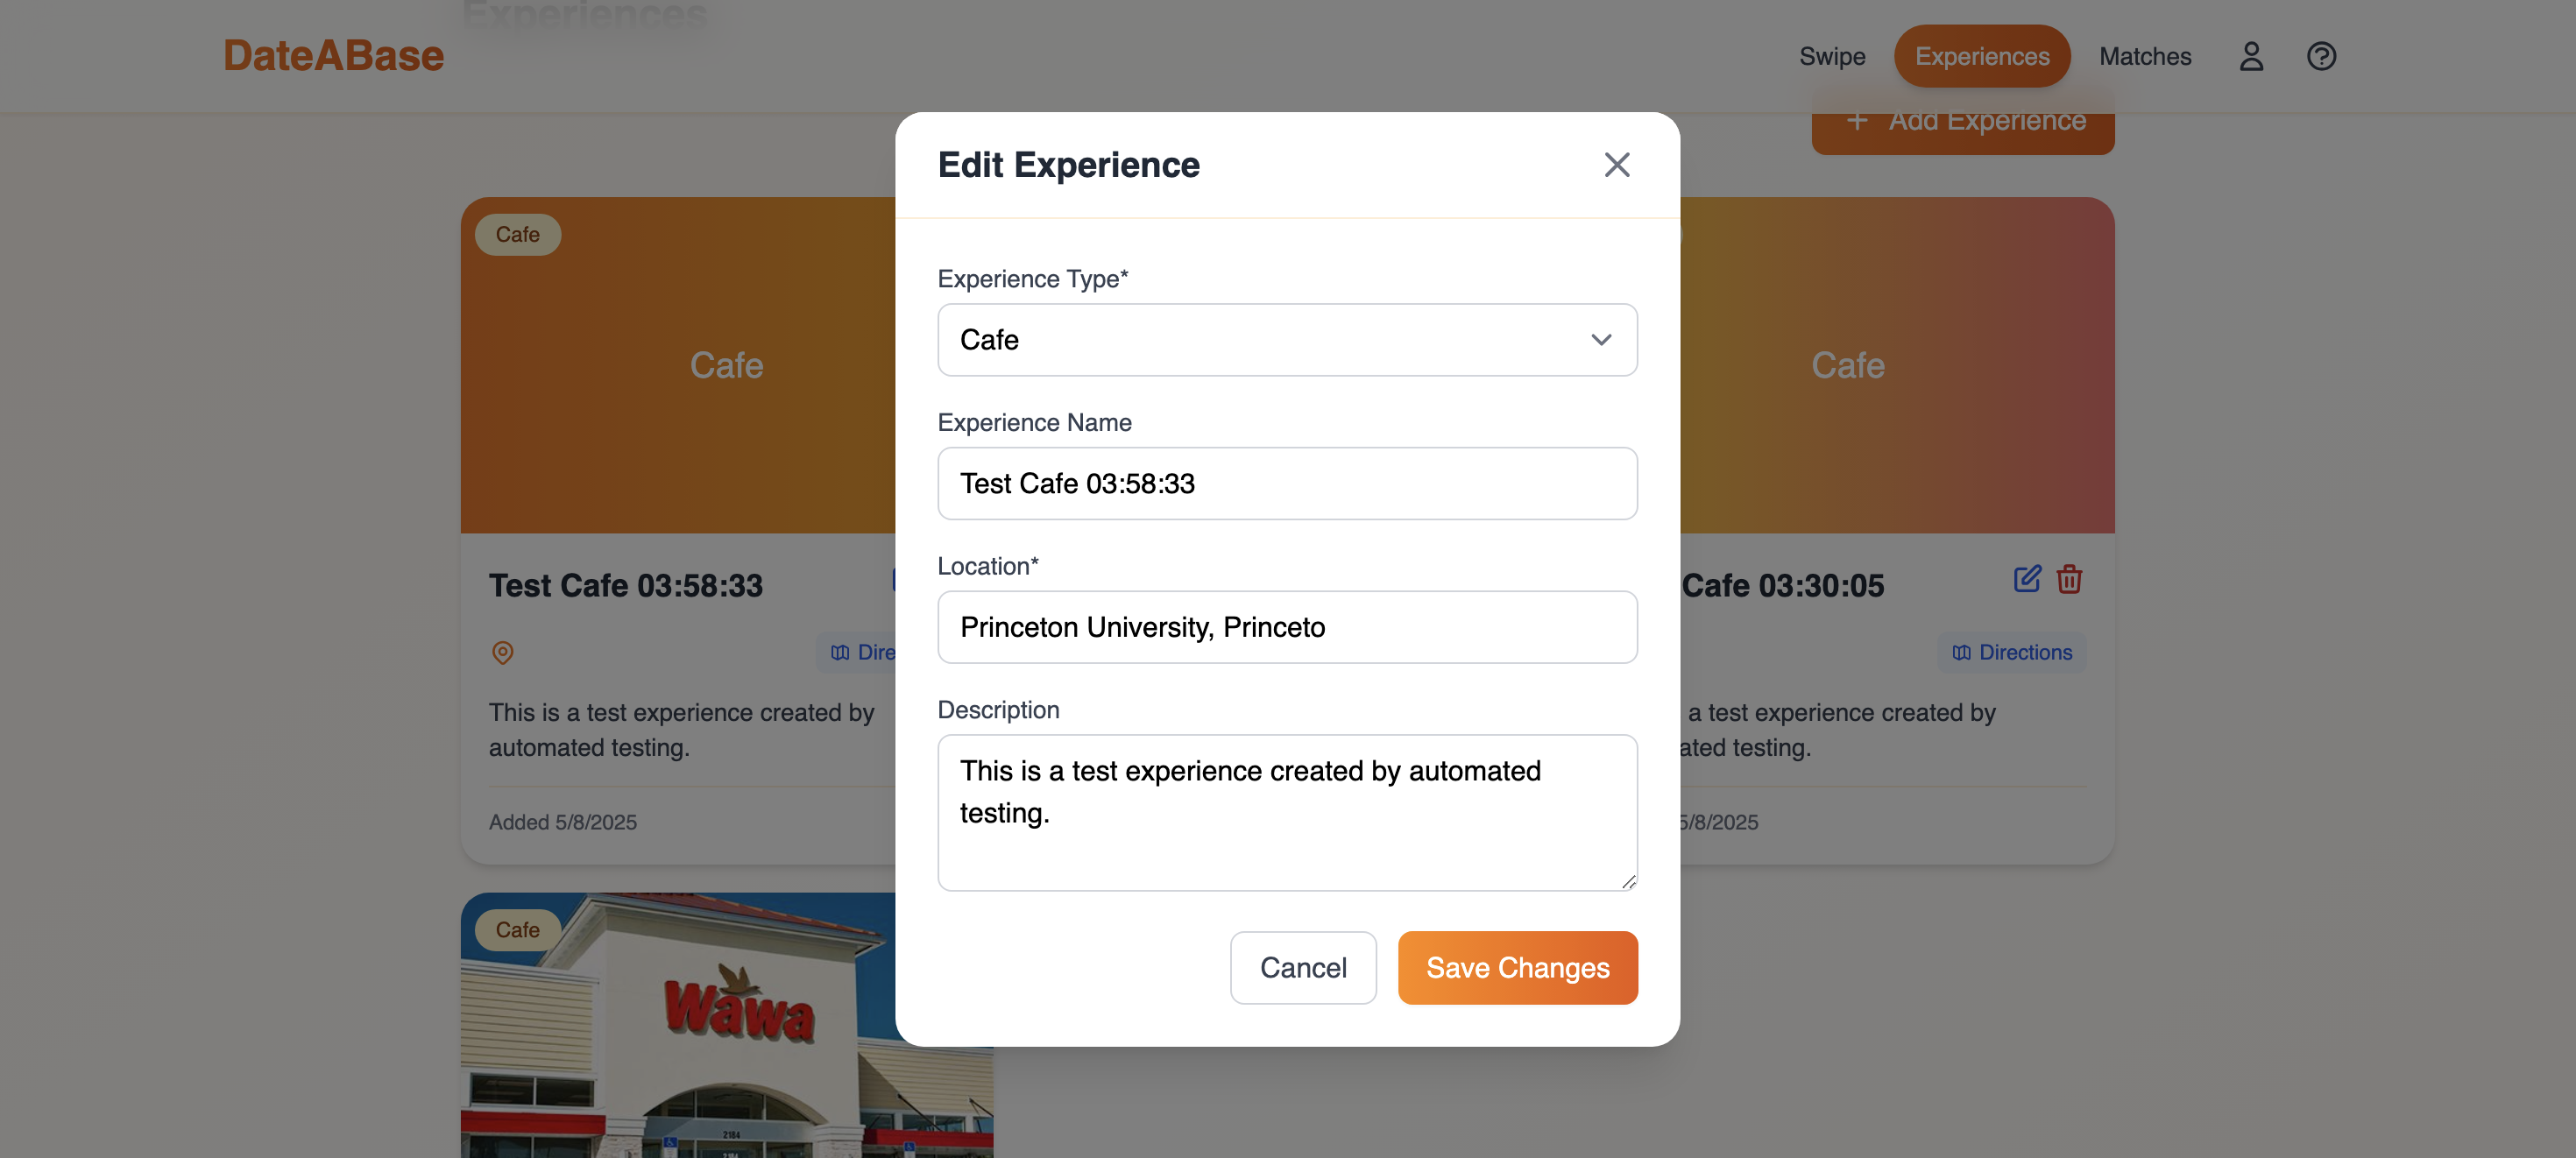 Experiences
DateABase
Swipe
Experiences
Matches
+ Add Experience
Edit Experience
Experience Type*
Cafe
Experience Name
Test Cafe 03:58:33
Location*
Princeton University, Princeto
Description
This is a test experience created by automated
testing.
Cancel
Save Changes
Cafe
Cafe
Test Cafe 03:58:33
Dire
This is a test experience created by
automated testing.
Added 5/8/2025
Cafe
Cafe 03:30:05
Directions
a test experience created by
ated testing.
5/8/2025
Cafe
Wawa
2184
2184